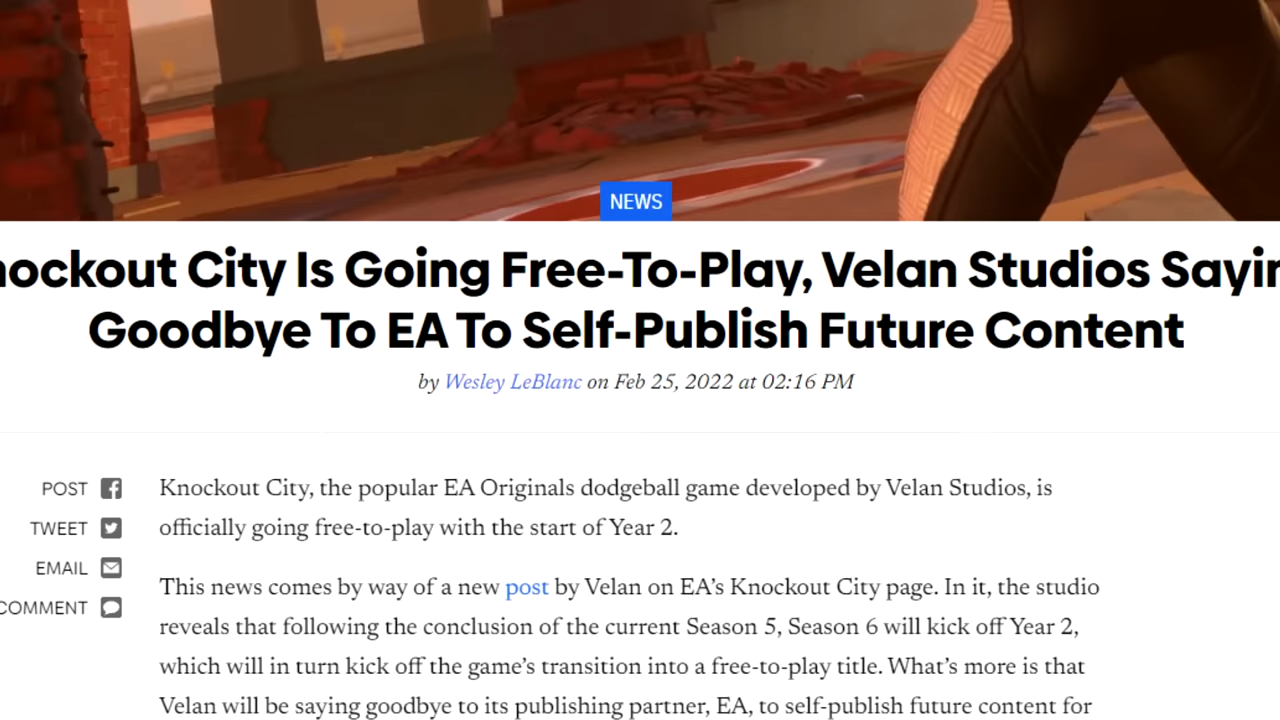 NEWS
nockout City Is Going Free-To-Play, Velan Studios Sayin
Goodbye To EA To Self-Publish Future Content
by Wesley LeBlanc on Feb 25, 2022 at 02:16 PM
POST
TWEET
EMAIL
COMMENT
Knockout City, the popular EA Originals dodgeball game developed by Velan Studios, is
officially going free-to-play with the start of Year 2.
This news comes by way of a new post by Velan on EA’s Knockout City page. In it, the studio
reveals that following the conclusion of the current Season 5, Season 6 will kick off Year 2,
which will in turn kick off the game’s transition into a free-to-play title. What’s more is that
Velan will be saying goodbye to its publishing partner, EA, to self-publish future content for